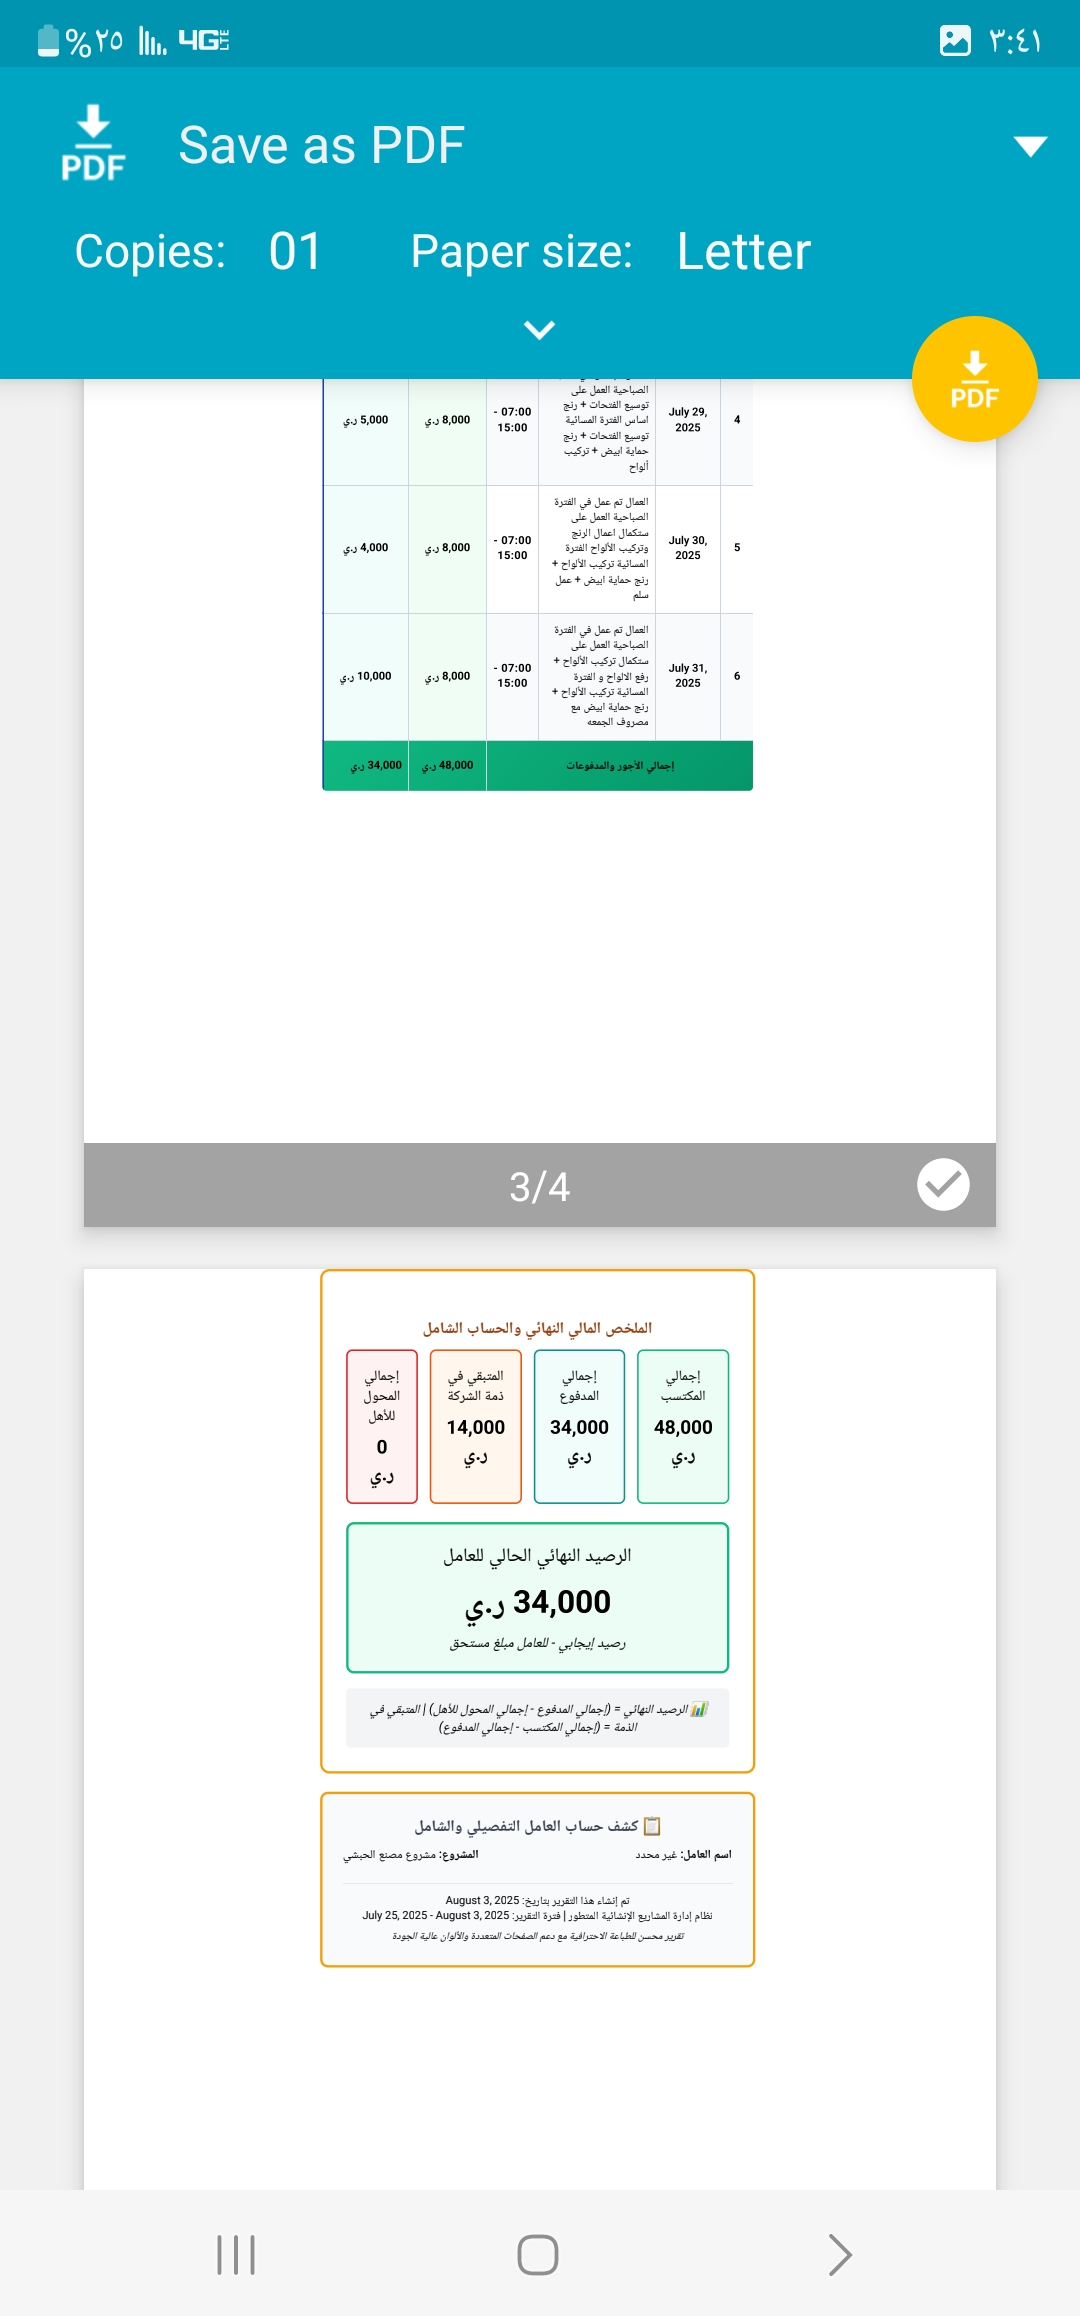 %٢٥ 4G LTE ٣:٤١
PDF Save as PDF
Copies: 01 Paper size: Letter
PDF
4 July 29, 2025 07:00 - 15:00 8,000 ر.ي 5,000 ر.ي
الصباحية العمل على
توسيع الفتحات + رنج
اساس الفترة المسائية
توسيع الفتحات + رنج
حماية ابيض + تركيب
ألواح
5 July 30, 2025 07:00 - 15:00 8,000 ر.ي 4,000 ر.ي
العمال تم عمل في الفترة
الصباحية العمل على
ستكمال اعمال الرنج
وتركيب الألواح الفترة
المسائية تركيب الألواح +
رنج حماية ابيض + عمل
سلم
6 July 31, 2025 07:00 - 15:00 8,000 ر.ي 10,000 ر.ي
العمال تم عمل في الفترة
الصباحية العمل على
ستكمال تركيب الألواح +
رفع الالواح و الفترة
المسائية تركيب الألواح +
رنج حماية ابيض مع
مصروف الجمعه
إجمالي الأجور والمدفوعات 48,000 ر.ي 34,000 ر.ي
3/4
الملخص المالي النهائي والحساب الشامل
إجمالي المكتسب
48,000 ر.ي
إجمالي المدفوع
34,000 ر.ي
المتبقي في ذمة الشركة
14,000 ر.ي
إجمالي المحول للأهل
0 ر.ي
الرصيد النهائي الحالي للعامل
34,000 ر.ي
رصيد إيجابي - للعامل مبلغ مستحق
📊 الرصيد النهائي = (إجمالي المدفوع - إجمالي المحول للأهل) | المتبقي في
الذمة = (إجمالي المكتسب - إجمالي المدفوع)
📋 كشف حساب العامل التفصيلي والشامل
اسم العامل: غير محدد المشروع: مشروع مصنع الحبشي
تم إنشاء هذا التقرير بتاريخ: August 3, 2025
نظام إدارة المشاريع الإنشائية المتطور | فترة التقرير: July 25, 2025 - August 3, 2025
تقرير محسن للطباعة الاحترافية مع دعم الصفحات المتعددة والألوان عالية الجودة